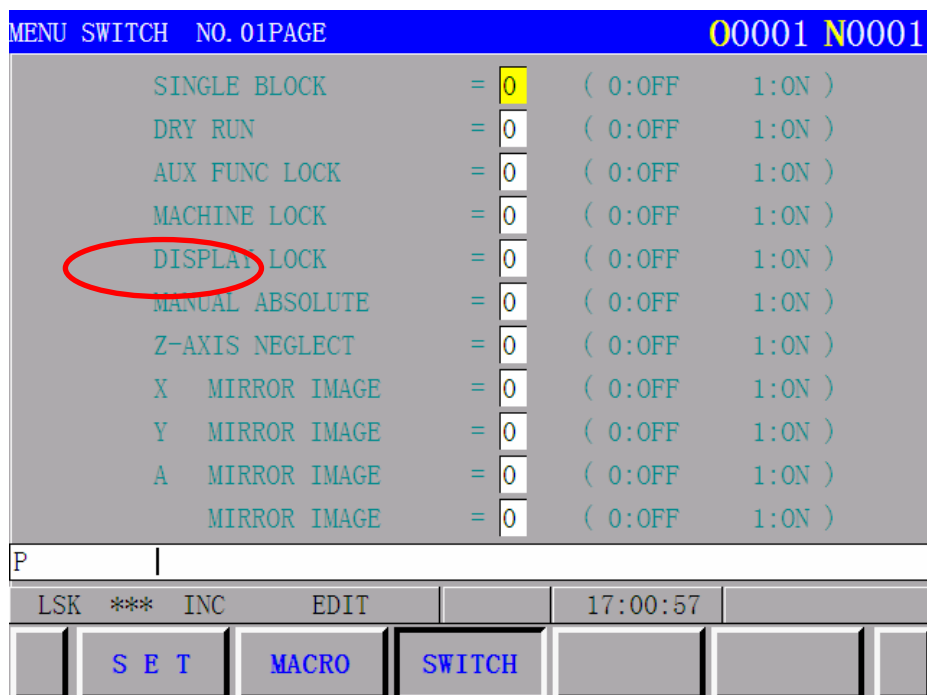 MENU SWITCH NO.01PAGE O0001 N0001
SINGLE BLOCK = 0 ( 0:OFF 1:ON )
DRY RUN = 0 ( 0:OFF 1:ON )
AUX FUNC LOCK = 0 ( 0:OFF 1:ON )
MACHINE LOCK = 0 ( 0:OFF 1:ON )
DISPLAY LOCK = 0 ( 0:OFF 1:ON )
MANUAL ABSOLUTE = 0 ( 0:OFF 1:ON )
Z-AXIS NEGLECT = 0 ( 0:OFF 1:ON )
X MIRROR IMAGE = 0 ( 0:OFF 1:ON )
Y MIRROR IMAGE = 0 ( 0:OFF 1:ON )
A MIRROR IMAGE = 0 ( 0:OFF 1:ON )
MIRROR IMAGE = 0 ( 0:OFF 1:ON )
P
LSK *** INC EDIT 17:00:57
S E T MACRO SWITCH